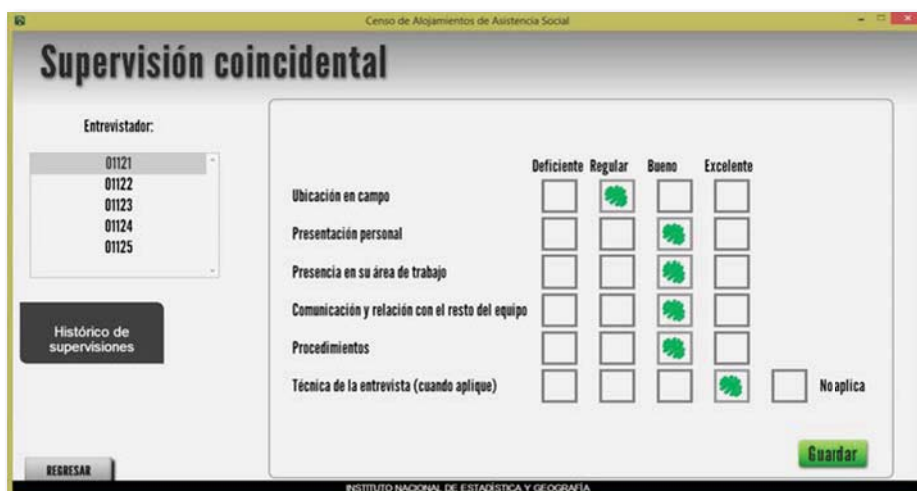 Censo de Alojamientos de Asistencia Social
Supervisión coincidental
Entrevistador:
01121
01122
01123
01124
01125
Histórico de
supervisiones
REGRESAR
Deficiente Regular Bueno Excelente
Ubicación en campo
Presentación personal
Presencia en su área de trabajo
Comunicación y relación con el resto del equipo
Procedimientos
Técnica de la entrevista (cuando aplique) No aplica
Guardar
INSTITUTO NACIONAL DE ESTADÍSTICA Y GEOGRAFÍA